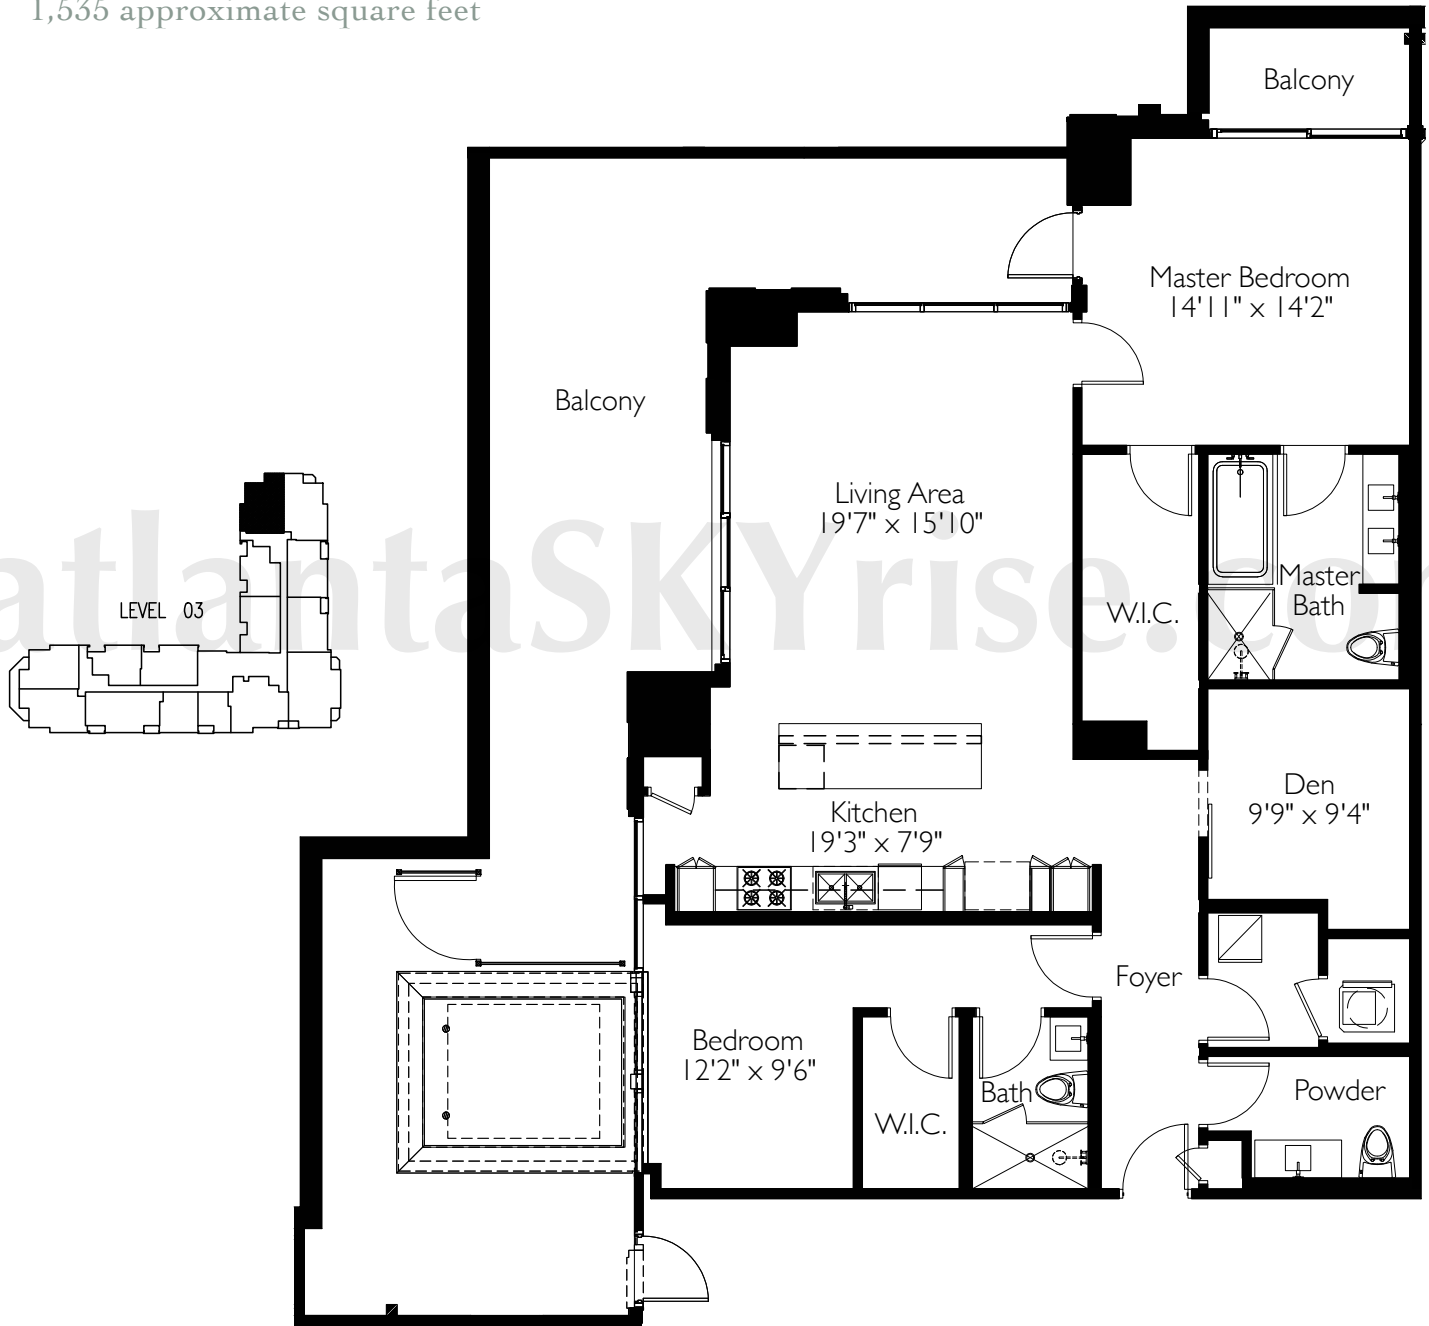 1,535 approximate square feet
Balcony
Master Bedroom
14'11" x 14'2"
Balcony
Living Area
19'7" x 15'10"
atlantaSKYrise.co
Master
Bath
LEVEL 03
W.I.C.
Den
9'9" x 9'4"
Kitchen
19'3" x 7'9"
Foyer
Bedroom
12'2" x 9'6"
Bath
Powder
W.I.C.